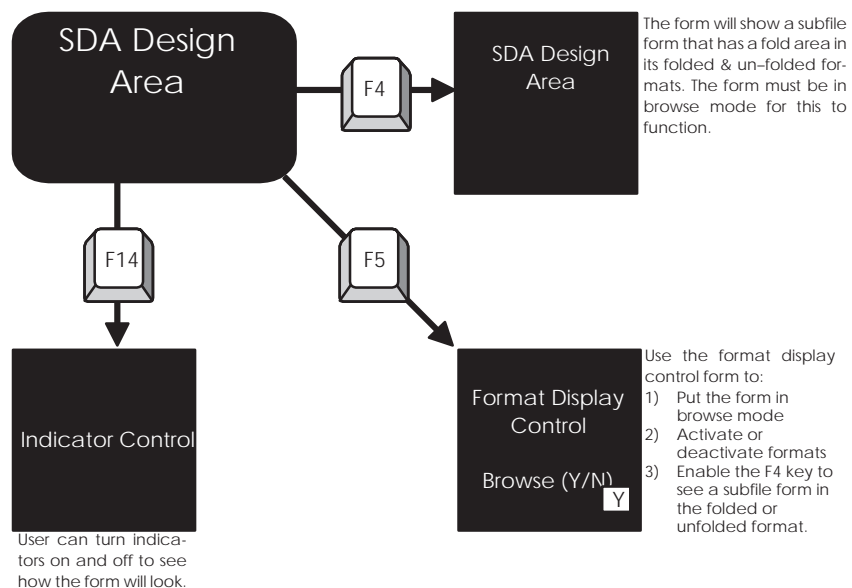 SDA Design
Area
F4
SDA Design
Area
The form will show a subfile
form that has a fold area in
its folded & un–folded for-
mats. The form must be in
browse mode for this to
function.
F14
F5
Indicator Control
User can turn indica-
tors on and off to see
how the form will look.
Format Display
Control
Browse (Y/N)
Y
Use the format display
control form to:
1) Put the form in
browse mode
2) Activate or
deactivate formats
3) Enable the F4 key to
see a subfile form in
the folded or
unfolded format.